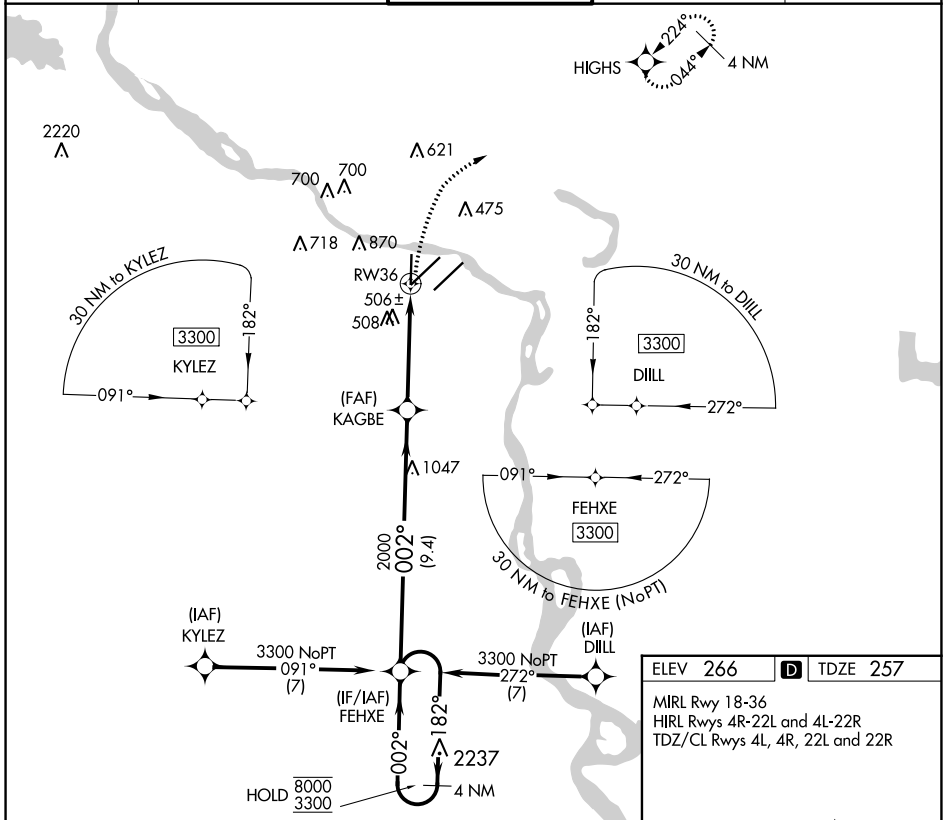 HIGHS
224°
044°
4 NM
2220
621
700
700
475
718
870
RW36
506±
508
30 NM to KYLEZ
182°
3300
KYLEZ
091°
30 NM to DIILL
182°
3300
DIILL
272°
(FAF)
KAGBE
1047
091°
272°
FEHXE
3300
30 NM to FEHXE (NoPT)
2000
002°
(9.4)
(IAF)
KYLEZ
3300 NoPT
091°
(7)
(IAF)
DIILL
3300 NoPT
272°
(7)
(IF/IAF)
FEHXE
002°
182°
2237
HOLD 8000
3300
4 NM
ELEV 266 D TDZE 257
MIRL Rwy 18-36
HIRL Rwys 4R-22L and 4L-22R
TDZ/CL Rwys 4L, 4R, 22L and 22R